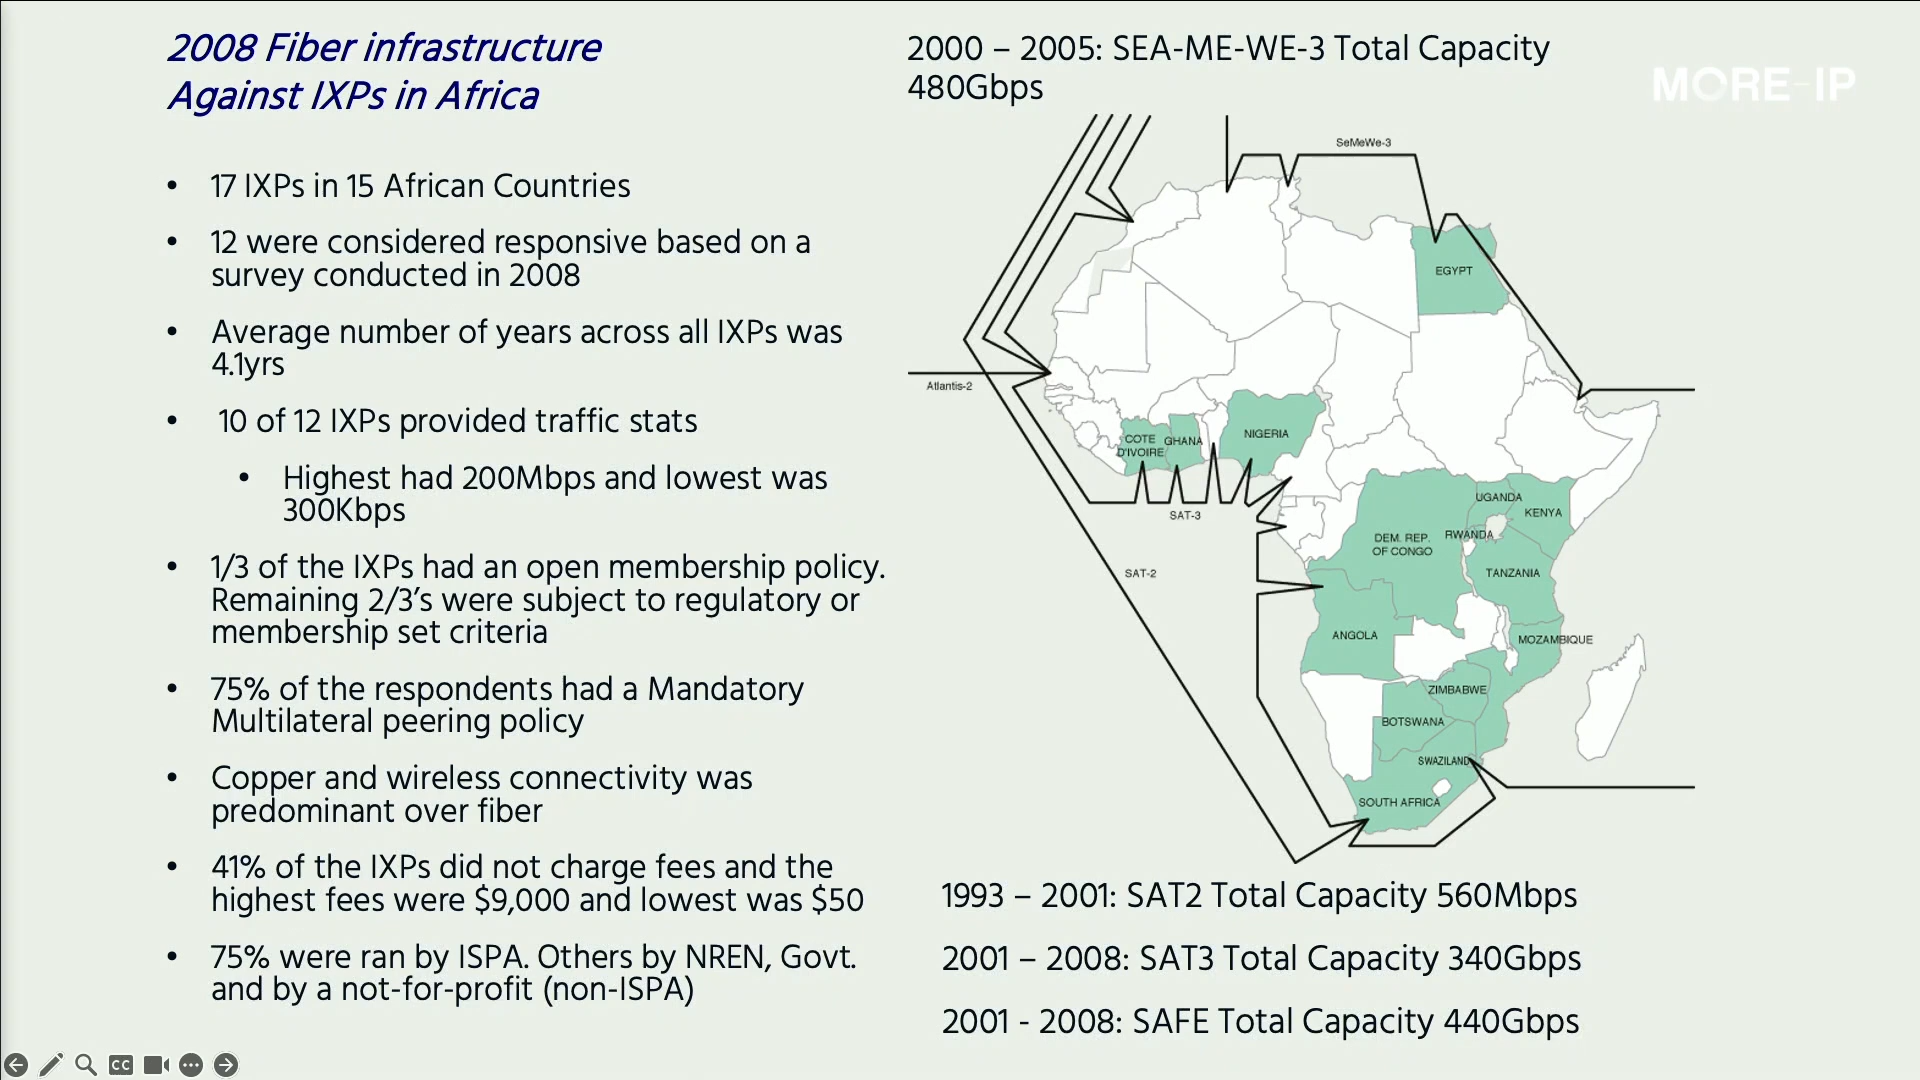 2008 Fiber infrastructure
Against IXPs in Africa
• 17 IXPs in 15 African Countries
• 12 were considered responsive based on a
survey conducted in 2008
• Average number of years across all IXPs was
4.1yrs
• 10 of 12 IXPs provided traffic stats
• Highest had 200Mbps and lowest was
300Kbps
• 1/3 of the IXPs had an open membership policy.
Remaining 2/3’s were subject to regulatory or
membership set criteria
• 75% of the respondents had a Mandatory
Multilateral peering policy
• Copper and wireless connectivity was
predominant over fiber
• 41% of the IXPs did not charge fees and the
highest fees were $9,000 and lowest was $50
• 75% were ran by ISPA. Others by NREN, Govt.
and by a not-for-profit (non-ISPA)
2000 – 2005: SEA-ME-WE-3 Total Capacity
480Gbps
MORE-IP
SeMeWe-3
EGYPT
Atlantis-2
COTE
D'IVOIRE
GHANA
NIGERIA
SAT-3
SAT-2
UGANDA
KENYA
RWANDA
DEM. REP.
OF CONGO
TANZANIA
ANGOLA
MOZAMBIQUE
ZIMBABWE
BOTSWANA
SWAZILAND
SOUTH AFRICA
1993 – 2001: SAT2 Total Capacity 560Mbps
2001 – 2008: SAT3 Total Capacity 340Gbps
2001 - 2008: SAFE Total Capacity 440Gbps
CC